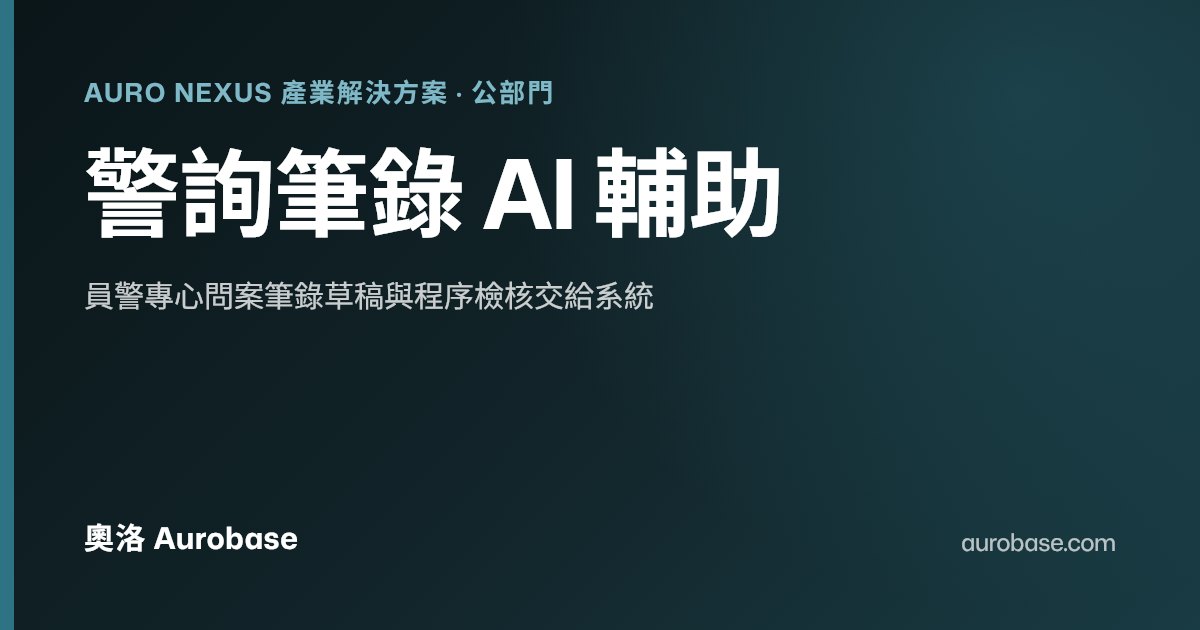 AURO NEXUS 產業解決方案 · 公部門
警詢筆錄 AI 輔助
員警專心問案筆錄草稿與程序檢核交給系統
奧洛 Aurobase
aurobase.com